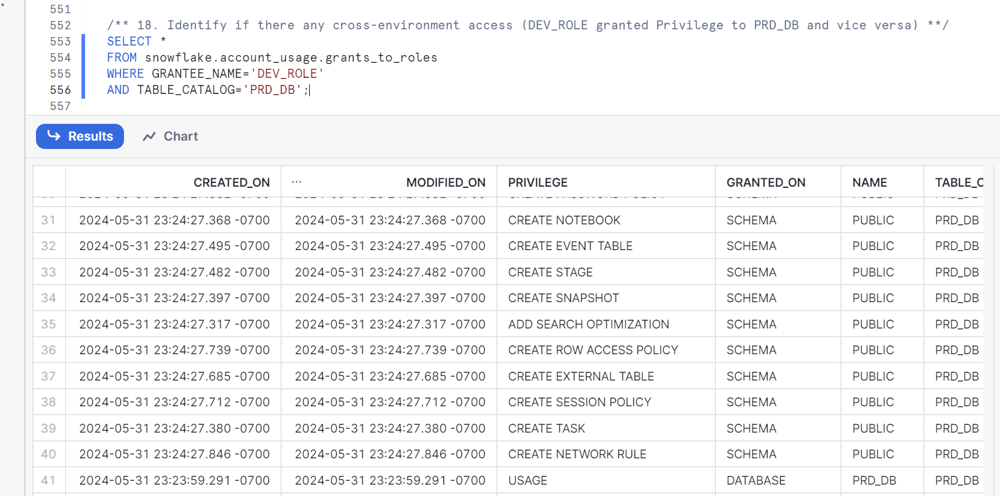 551
552 /** 18. Identify if there any cross-environment access (DEV_ROLE granted Privilege to PRD_DB and vice versa) **/
553 SELECT *
554 FROM snowflake.account_usage.grants_to_roles
555 WHERE GRANTEE_NAME='DEV_ROLE'
556 AND TABLE_CATALOG='PRD_DB';
557
Results Chart
CREATED_ON ... MODIFIED_ON PRIVILEGE GRANTED_ON NAME TABLE_C
31 2024-05-31 23:24:27.368 -0700 2024-05-31 23:24:27.368 -0700 CREATE NOTEBOOK SCHEMA PUBLIC PRD_DB
32 2024-05-31 23:24:27.495 -0700 2024-05-31 23:24:27.495 -0700 CREATE EVENT TABLE SCHEMA PUBLIC PRD_DB
33 2024-05-31 23:24:27.482 -0700 2024-05-31 23:24:27.482 -0700 CREATE STAGE SCHEMA PUBLIC PRD_DB
34 2024-05-31 23:24:27.397 -0700 2024-05-31 23:24:27.397 -0700 CREATE SNAPSHOT SCHEMA PUBLIC PRD_DB
35 2024-05-31 23:24:27.317 -0700 2024-05-31 23:24:27.317 -0700 ADD SEARCH OPTIMIZATION SCHEMA PUBLIC PRD_DB
36 2024-05-31 23:24:27.739 -0700 2024-05-31 23:24:27.739 -0700 CREATE ROW ACCESS POLICY SCHEMA PUBLIC PRD_DB
37 2024-05-31 23:24:27.685 -0700 2024-05-31 23:24:27.685 -0700 CREATE EXTERNAL TABLE SCHEMA PUBLIC PRD_DB
38 2024-05-31 23:24:27.712 -0700 2024-05-31 23:24:27.712 -0700 CREATE SESSION POLICY SCHEMA PUBLIC PRD_DB
39 2024-05-31 23:24:27.380 -0700 2024-05-31 23:24:27.380 -0700 CREATE TASK SCHEMA PUBLIC PRD_DB
40 2024-05-31 23:24:27.846 -0700 2024-05-31 23:24:27.846 -0700 CREATE NETWORK RULE SCHEMA PUBLIC PRD_DB
41 2024-05-31 23:23:59.291 -0700 2024-05-31 23:23:59.291 -0700 USAGE DATABASE PRD_DB PRD_DB